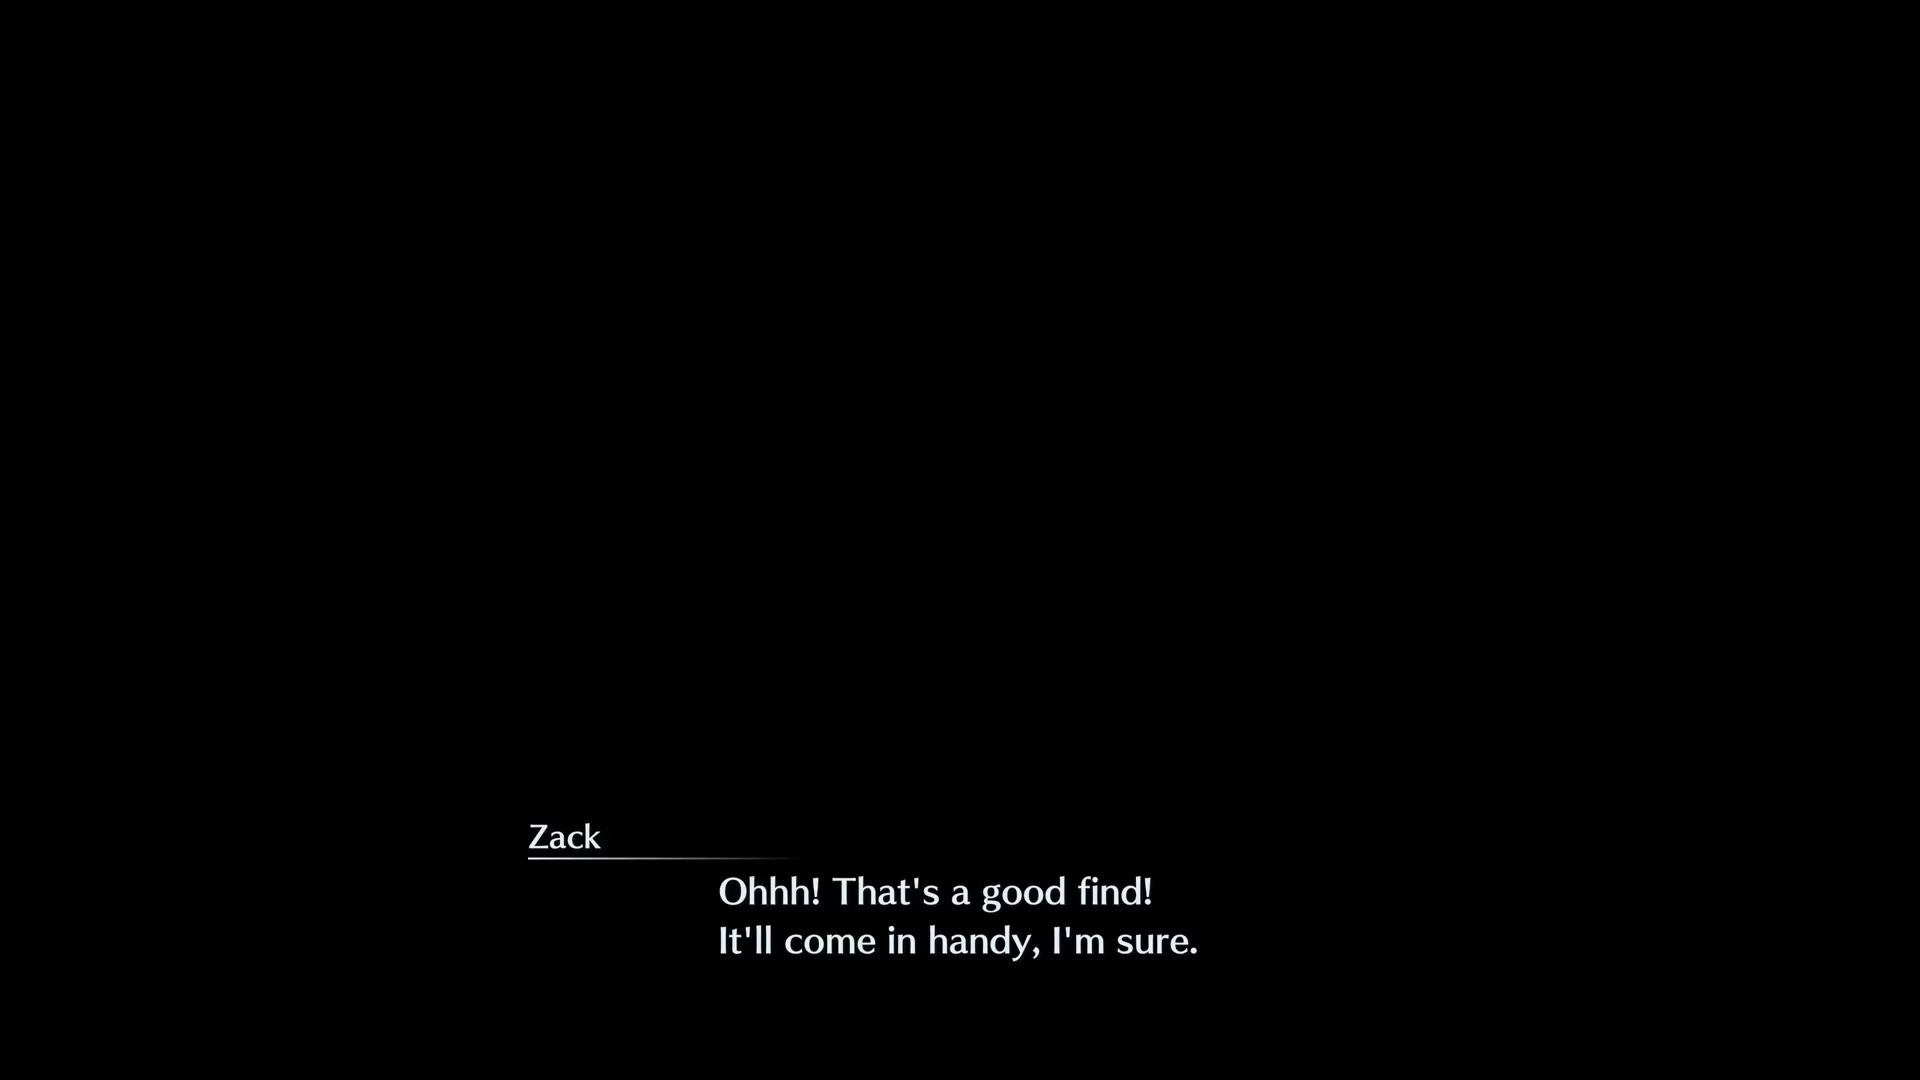 Zack
Ohhh! That's a good find!
It'll come in handy, I'm sure.